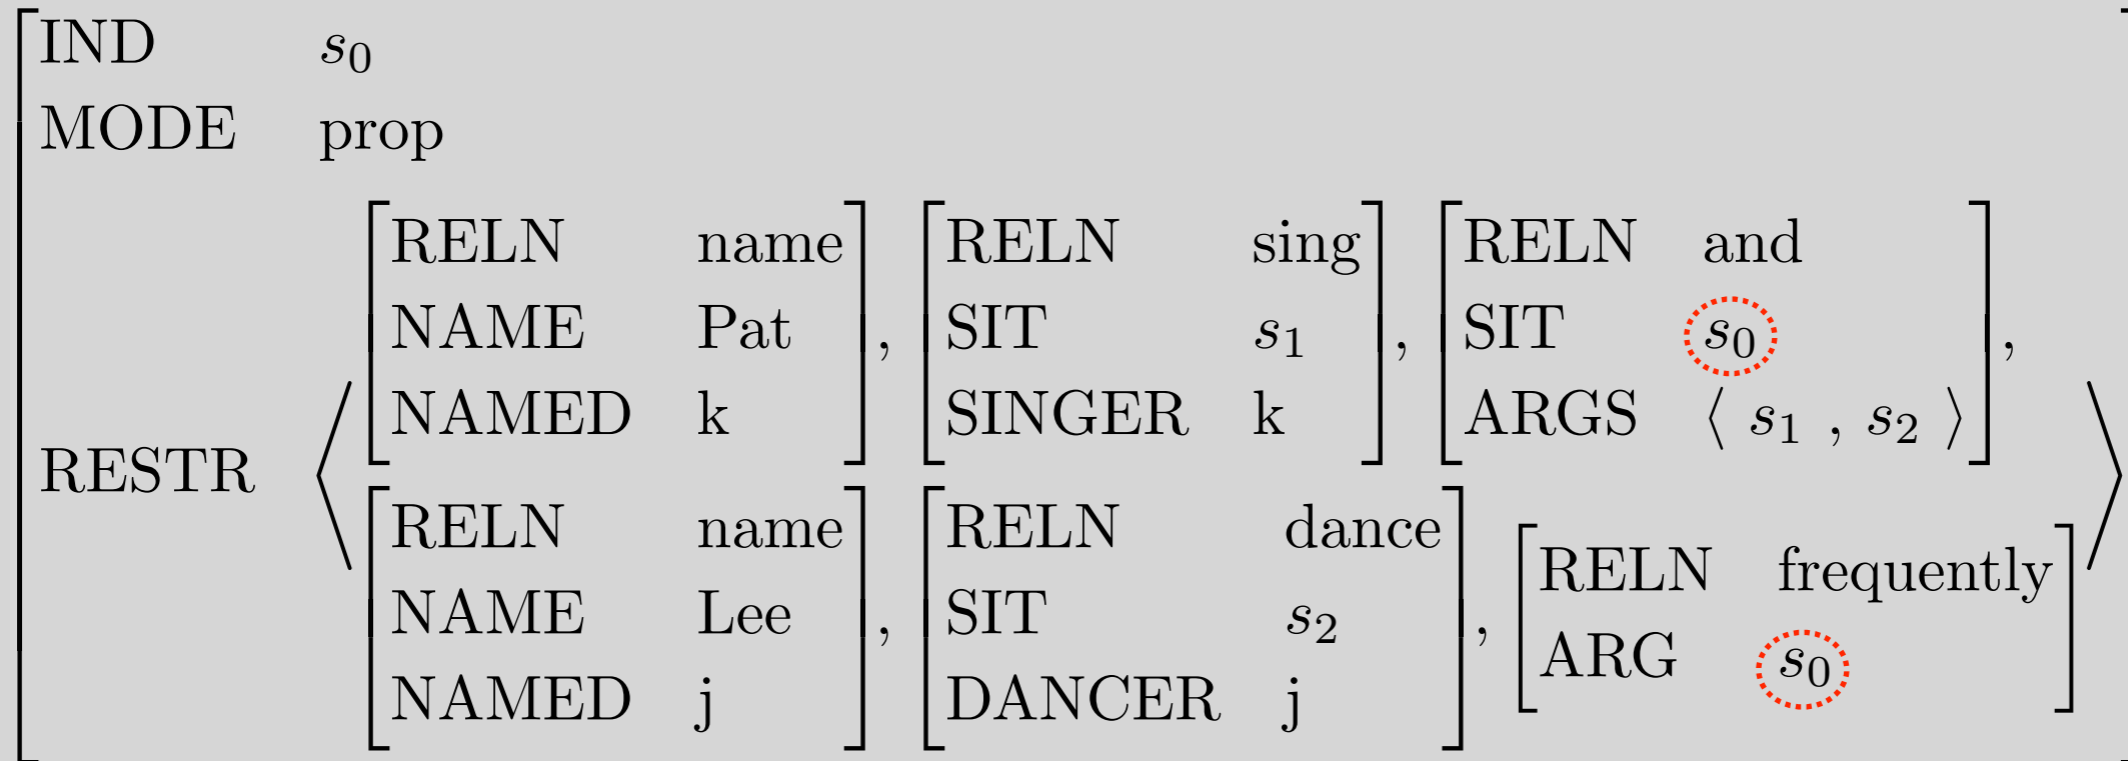 IND s₀
MODE prop
RESTR ⟨ [RELN name, NAME Pat, NAMED k], [RELN sing, SIT s₁, SINGER k], [RELN and, SIT s₀, ARGS ⟨ s₁ , s₂ ⟩],
[RELN name, NAME Lee, NAMED j], [RELN dance, SIT s₂, DANCER j], [RELN frequently, ARG s₀] ⟩